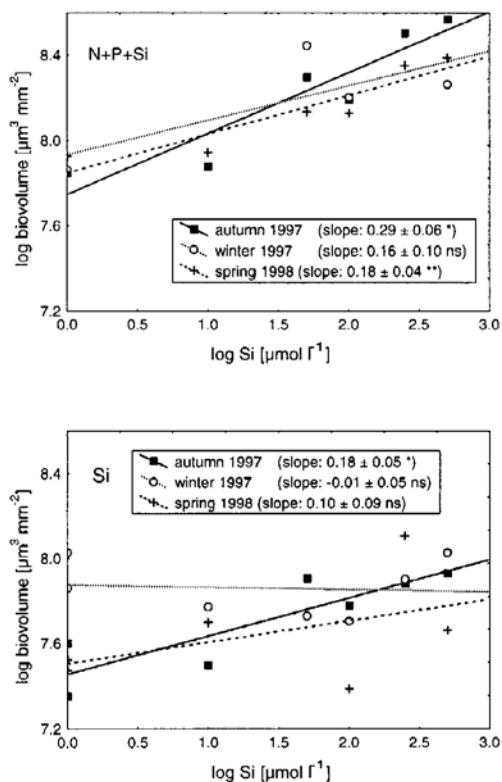 N+P+Si
8.4
8.0
7.6
7.2
log biovolume [µm³ mm⁻²]
autumn 1997 (slope: 0.29 ± 0.06 *)
winter 1997 (slope: 0.16 ± 0.10 ns)
spring 1998 (slope: 0.18 ± 0.04 **)
0.0 0.5 1.0 1.5 2.0 2.5 3.0
log Si [µmol l⁻¹]
Si
8.4
8.0
7.6
7.2
log biovolume [µm³ mm⁻²]
autumn 1997 (slope: 0.18 ± 0.05 *)
winter 1997 (slope: -0.01 ± 0.05 ns)
spring 1998 (slope: 0.10 ± 0.09 ns)
0.0 0.5 1.0 1.5 2.0 2.5 3.0
log Si [µmol l⁻¹]